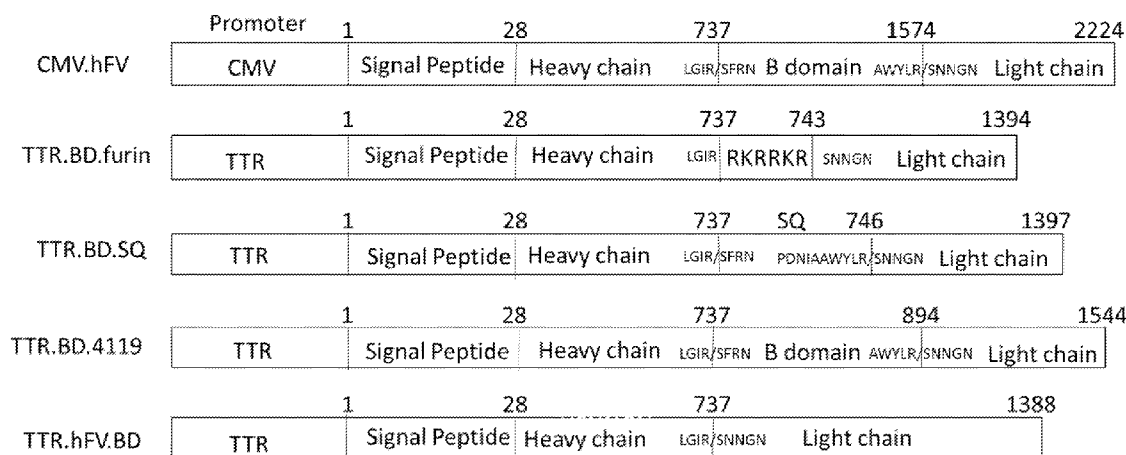 Promoter 1 28 737 1574 2224
CMV.hFV CMV Signal Peptide Heavy chain LGIR/SFRN B domain AWYLR/SNNGN Light chain
1 28 737 743 1394
TTR.BD.furin TTR Signal Peptide Heavy chain LGIR RKRRKR SNNGN Light chain
1 28 737 SQ 746 1397
TTR.BD.SQ TTR Signal Peptide Heavy chain LGIR/SFRN PDNIAAWYLR/SNNGN Light chain
1 28 737 894 1544
TTR.BD.4119 TTR Signal Peptide Heavy chain LGIR/SFRN B domain AWYLR/SNNGN Light chain
1 28 737 1388
TTR.hFV.BD TTR Signal Peptide Heavy chain LGIR/SNNGN Light chain